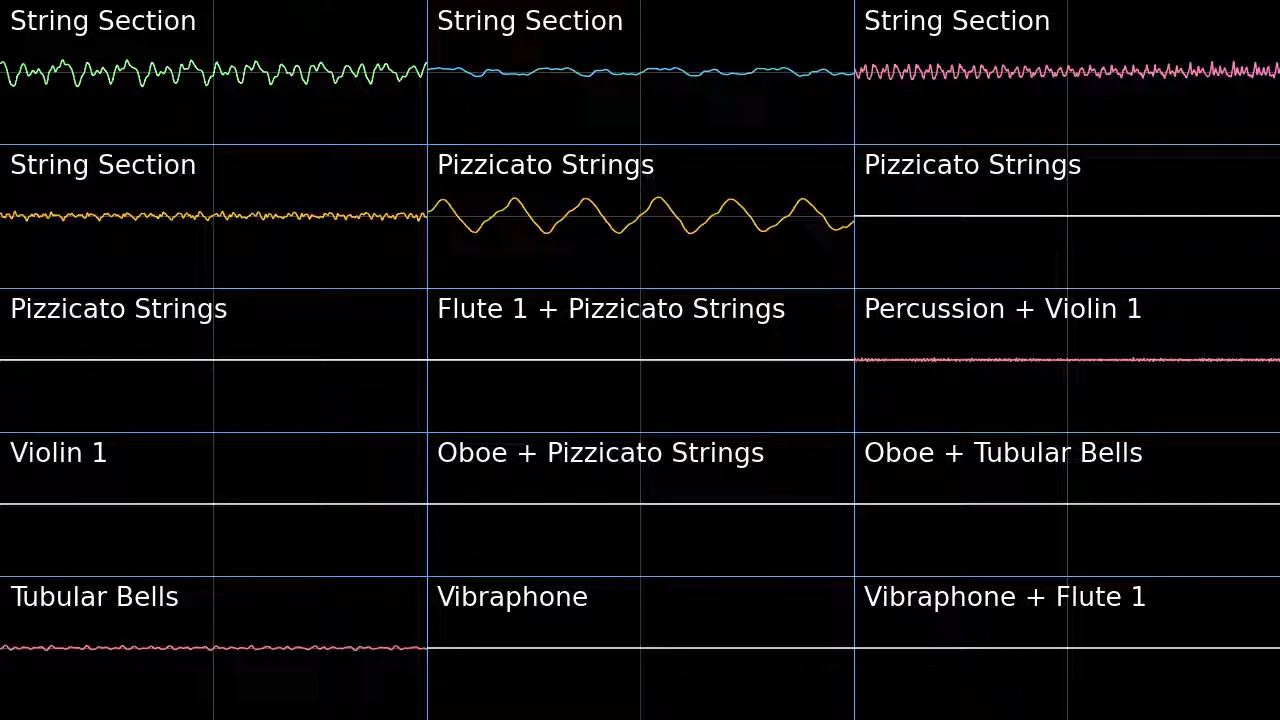 String Section
String Section
String Section
String Section
Pizzicato Strings
Pizzicato Strings
Pizzicato Strings
Flute 1 + Pizzicato Strings
Percussion + Violin 1
Violin 1
Oboe + Pizzicato Strings
Oboe + Tubular Bells
Tubular Bells
Vibraphone
Vibraphone + Flute 1